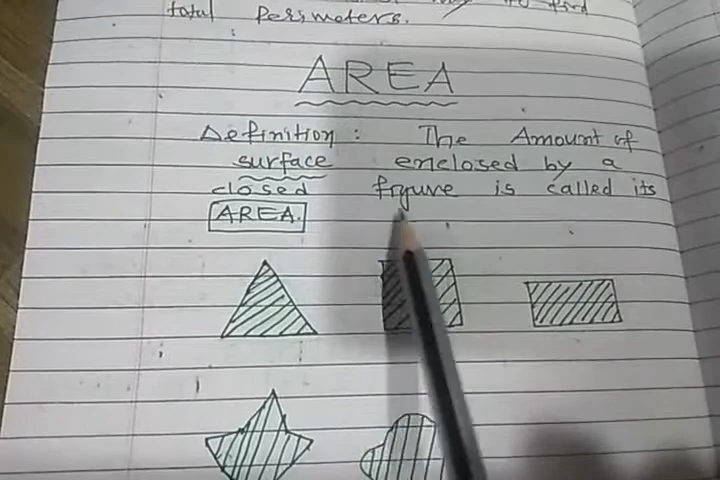 total Perimeters.
AREA
Definition : The Amount of
surface enclosed by a
closed figure is called its
AREA.